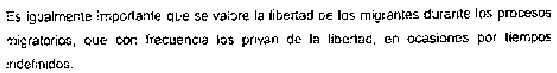 Es igualmente importante que se valore la libertad de los migrantes durante los procesos
migratorios, que con frecuencia los privan de la libertad, en ocasiones por tiempos
indefinidos.